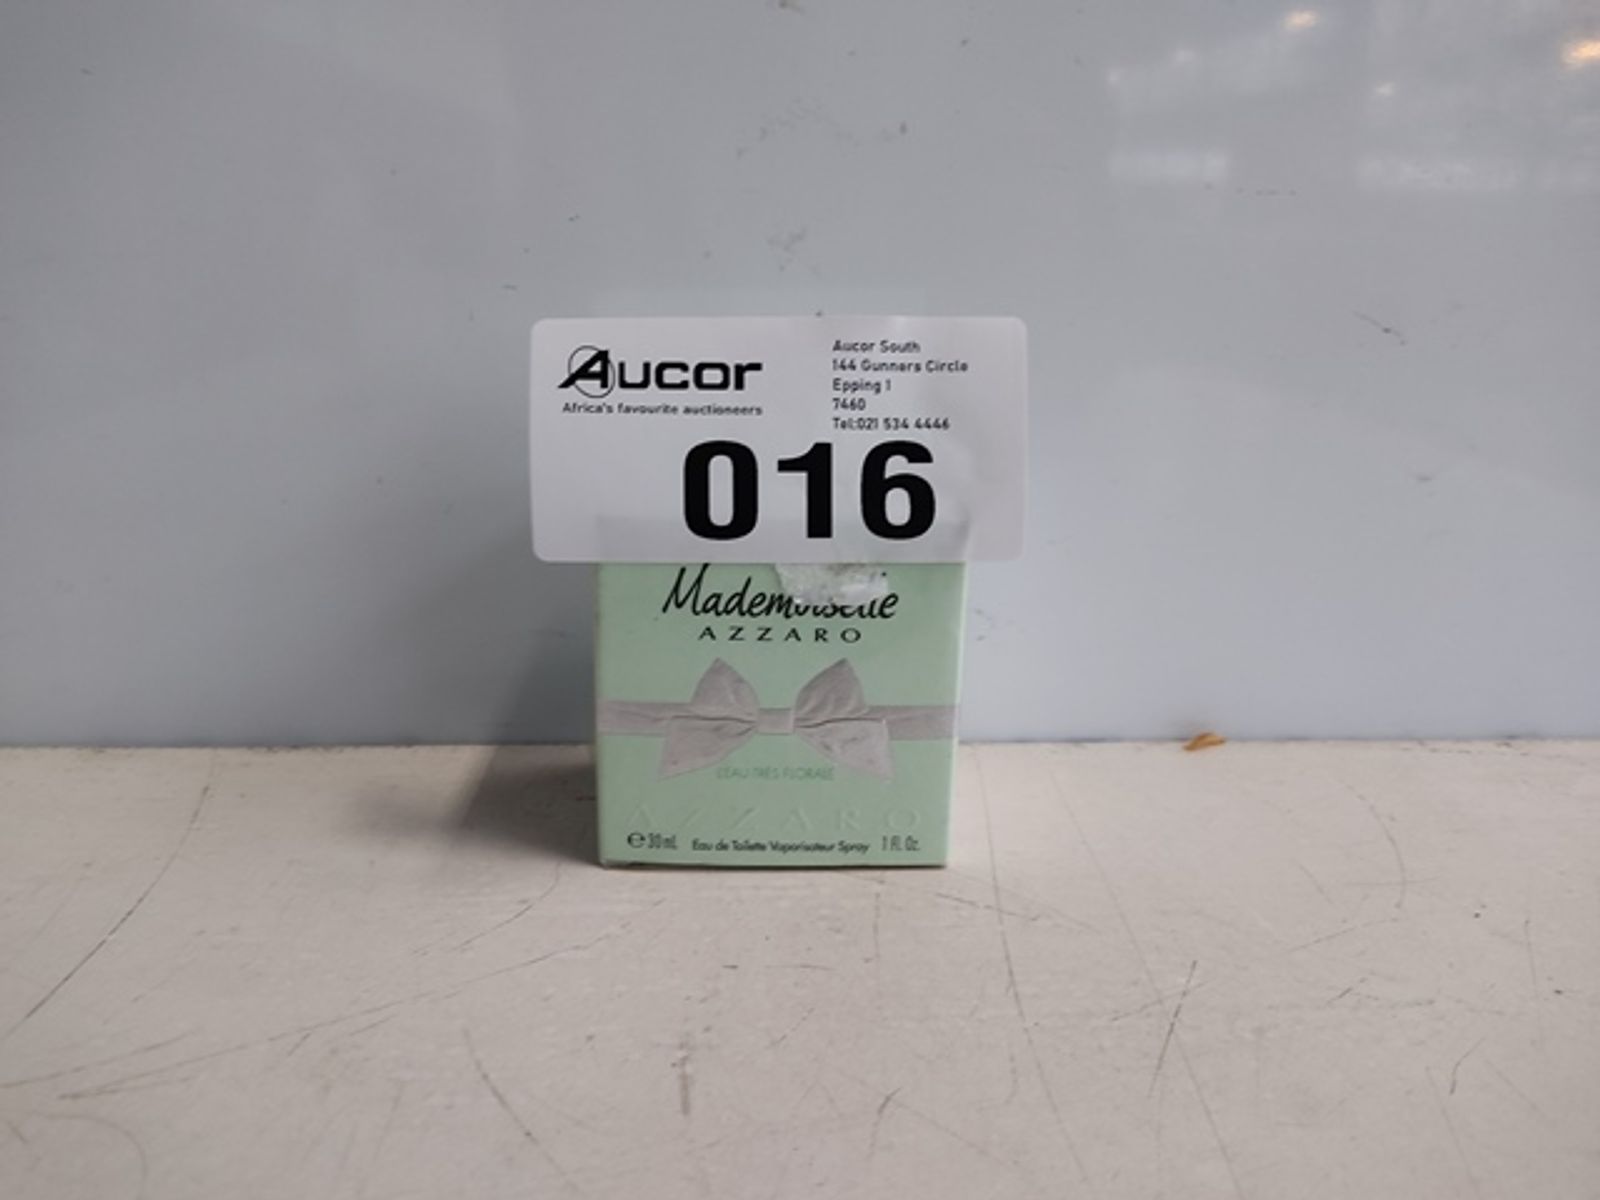 Aucor
Africa's favourite auctioneers
Aucor South
144 Gunners Circle
Epping 1
7460
Tel:021 534 4446
016
Mademoiselle
AZZARO
L'EAU TRÈS FLORALE
AZZARO
℮30mL Eau de Toilette Vaporisateur Spray 1 Fl. Oz.